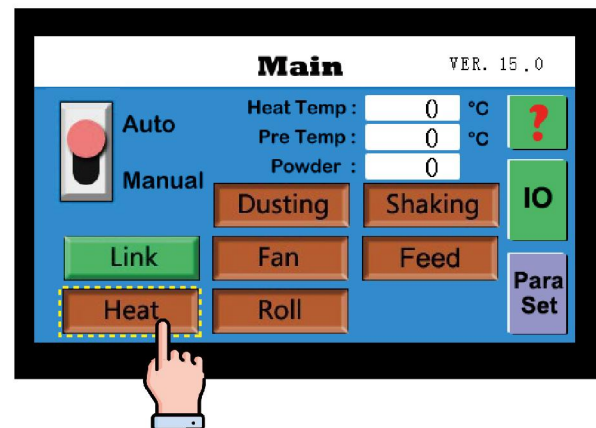 Main VER. 15.0
Auto
Manual
Heat Temp : 0 °C
Pre Temp : 0 °C
Powder : 0
?
IO
Dusting Shaking
Link Fan Feed
Para Set
Heat Roll